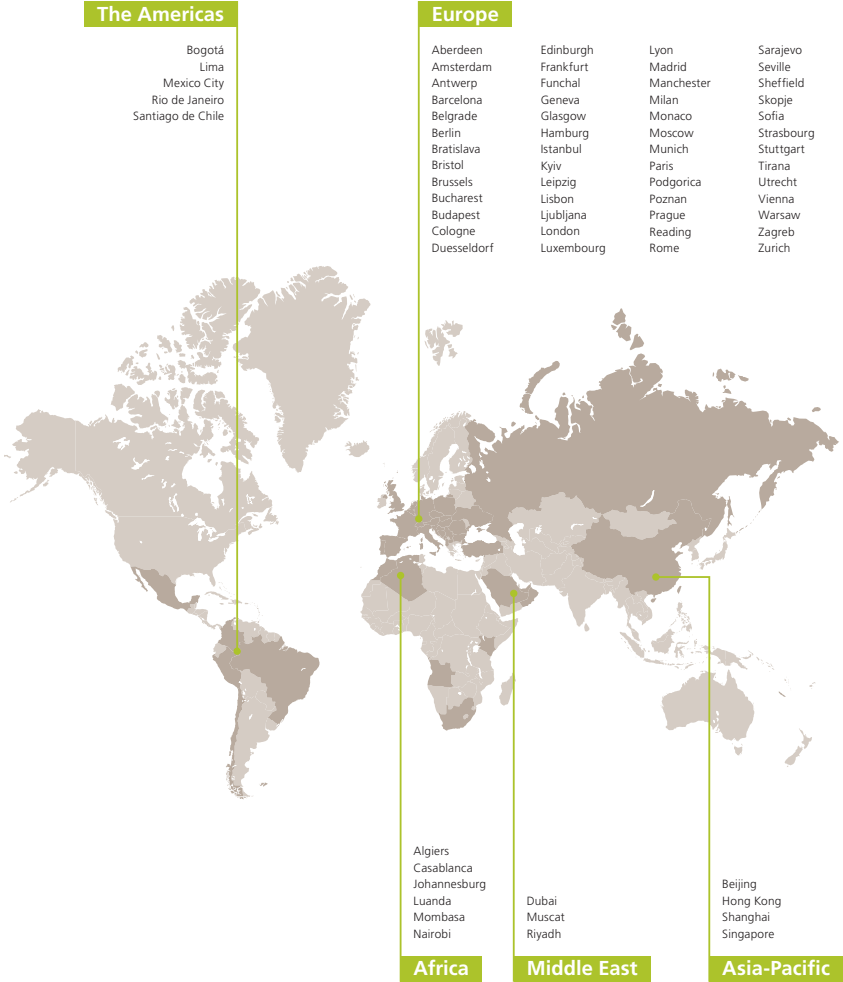 The Americas
Bogotá
Lima
Mexico City
Rio de Janeiro
Santiago de Chile
Europe
Aberdeen
Amsterdam
Antwerp
Barcelona
Belgrade
Berlin
Bratislava
Bristol
Brussels
Bucharest
Budapest
Cologne
Duesseldorf
Edinburgh
Frankfurt
Funchal
Geneva
Glasgow
Hamburg
Istanbul
Kyiv
Leipzig
Lisbon
Ljubljana
London
Luxembourg
Lyon
Madrid
Manchester
Milan
Monaco
Moscow
Munich
Paris
Podgorica
Poznan
Prague
Reading
Rome
Sarajevo
Seville
Sheffield
Skopje
Sofia
Strasbourg
Stuttgart
Tirana
Utrecht
Vienna
Warsaw
Zagreb
Zurich
Algiers
Casablanca
Johannesburg
Luanda
Mombasa
Nairobi
Africa
Dubai
Muscat
Riyadh
Middle East
Beijing
Hong Kong
Shanghai
Singapore
Asia-Pacific